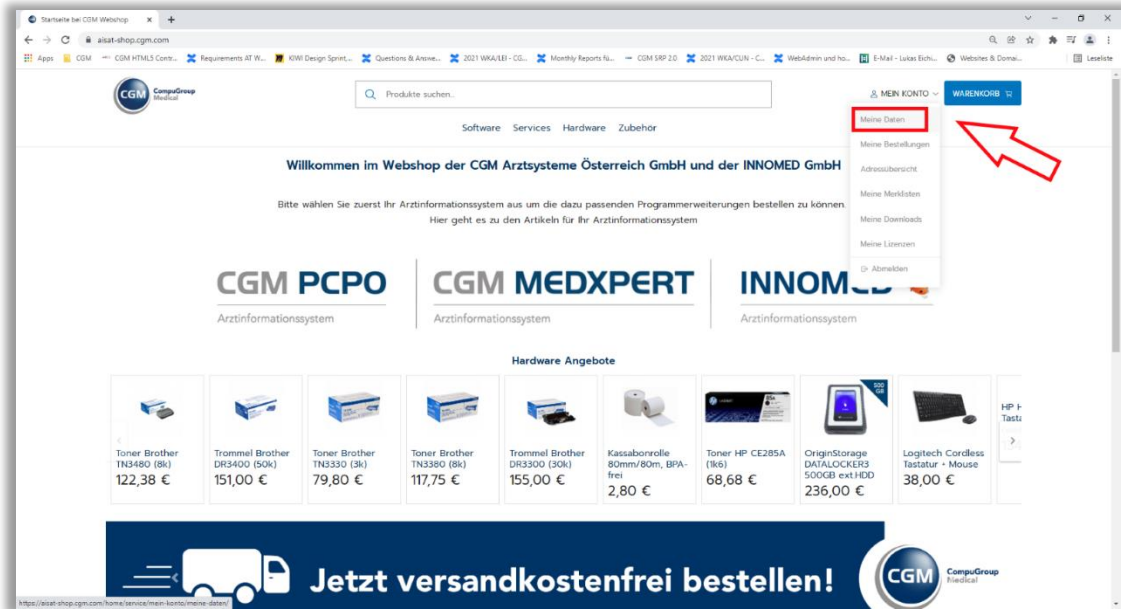 Startseite bei CGM Webshop
aisat-shop.cgm.com
Apps CGM CGM HTML5 Contr... Requirements AT W... KIWI Design Sprint,... Questions & Answe... 2021 WKA/LEI - CG... Monthly Reports fü... CGM SRP 2.0 2021 WKA/CLIN - C... WebAdmin und ho... E-Mail - Lukas Eichi... Websites & Domai... Leseliste
CGM CompuGroup Medical
Produkte suchen...
MEIN KONTO
WARENKORB
Software Services Hardware Zubehör
Meine Daten
Meine Bestellungen
Adressübersicht
Meine Merklisten
Meine Downloads
Meine Lizenzen
Abmelden
Willkommen im Webshop der CGM Arztsysteme Österreich GmbH und der INNOMED GmbH
Bitte wählen Sie zuerst Ihr Arztinformationssystem aus um die dazu passenden Programmerweiterungen bestellen zu können.
Hier geht es zu den Artikeln für Ihr Arztinformationssystem
CGM PCPO
Arztinformationssystem
CGM MEDXPERT
Arztinformationssystem
INNOMED
Arztinformationssystem
Hardware Angebote
Toner Brother
TN3480 (8k)
122,38 €
Trommel Brother
DR3400 (50k)
151,00 €
Toner Brother
TN3330 (3k)
79,80 €
Toner Brother
TN3380 (8k)
117,75 €
Trommel Brother
DR3300 (30k)
155,00 €
Kassabonrolle
80mm/80m, BPA-
frei
2,80 €
Toner HP CE285A
(1k6)
68,68 €
500
GB
OriginStorage
DATALOCKER3
500GB ext.HDD
236,00 €
Logitech Cordless
Tastatur + Mouse
38,00 €
Jetzt versandkostenfrei bestellen!
CGM CompuGroup
Medical
https://aisat-shop.cgm.com/home/service/mein-konto/meine-daten/